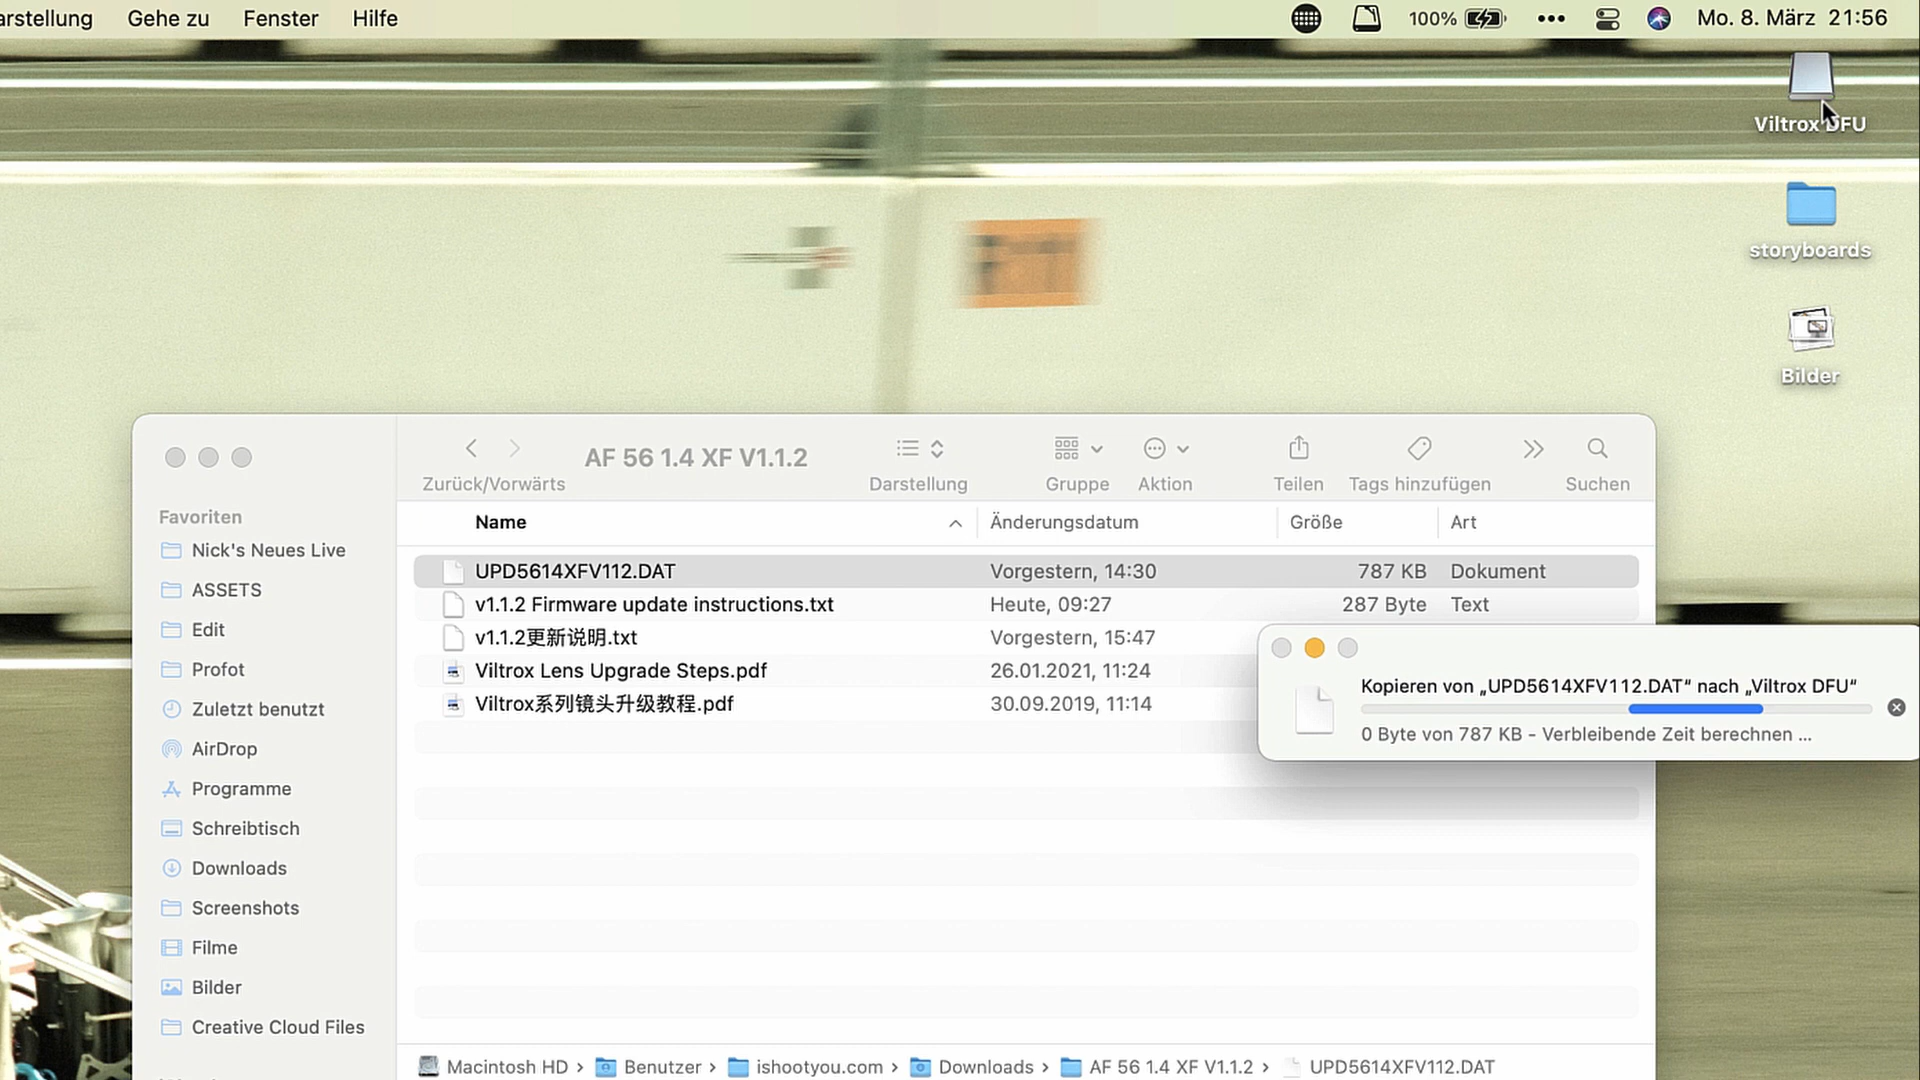 arstellung Gehe zu Fenster Hilfe 100% Mo. 8. März 21:56
Viltrox DFU
storyboards
Bilder
AF 56 1.4 XF V1.1.2
Zurück/Vorwärts Darstellung Gruppe Aktion Teilen Tags hinzufügen Suchen
Favoriten
Nick's Neues Live
ASSETS
Edit
Profot
Zuletzt benutzt
AirDrop
Programme
Schreibtisch
Downloads
Screenshots
Filme
Bilder
Creative Cloud Files
Name Änderungsdatum Größe Art
UPD5614XFV112.DAT Vorgestern, 14:30 787 KB Dokument
v1.1.2 Firmware update instructions.txt Heute, 09:27 287 Byte Text
v1.1.2更新说明.txt Vorgestern, 15:47
Viltrox Lens Upgrade Steps.pdf 26.01.2021, 11:24
Viltrox系列镜头升级教程.pdf 30.09.2019, 11:14
Kopieren von „UPD5614XFV112.DAT“ nach „Viltrox DFU“
0 Byte von 787 KB - Verbleibende Zeit berechnen ...
Macintosh HD › Benutzer › ishootyou.com › Downloads › AF 56 1.4 XF V1.1.2 › UPD5614XFV112.DAT